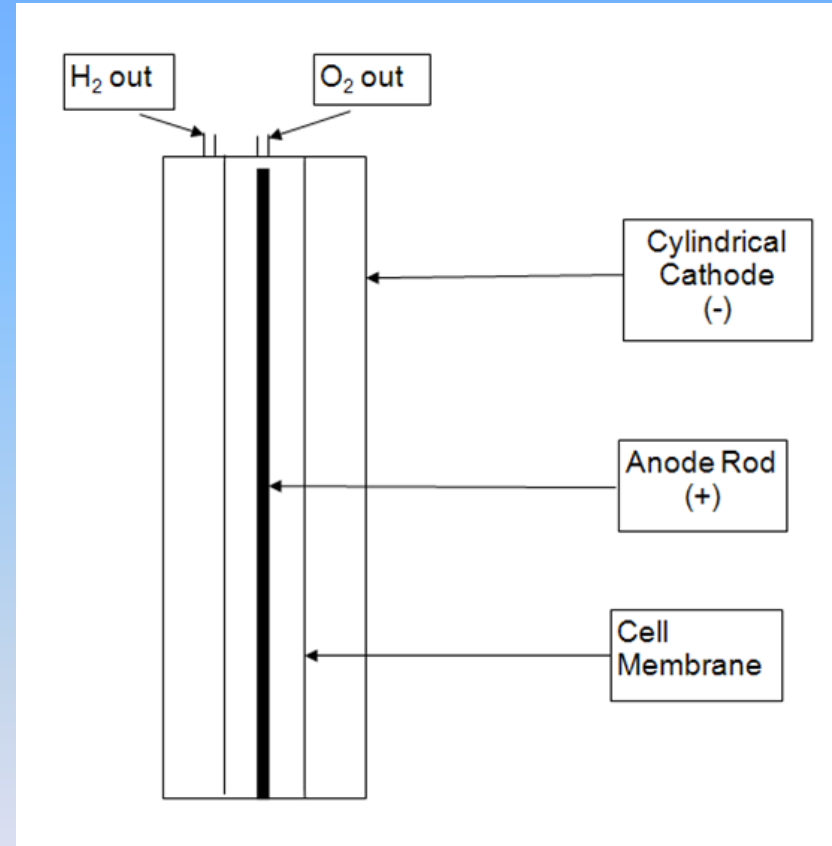 H₂ out
O₂ out
Cylindrical
Cathode
(-)
Anode Rod
(+)
Cell
Membrane